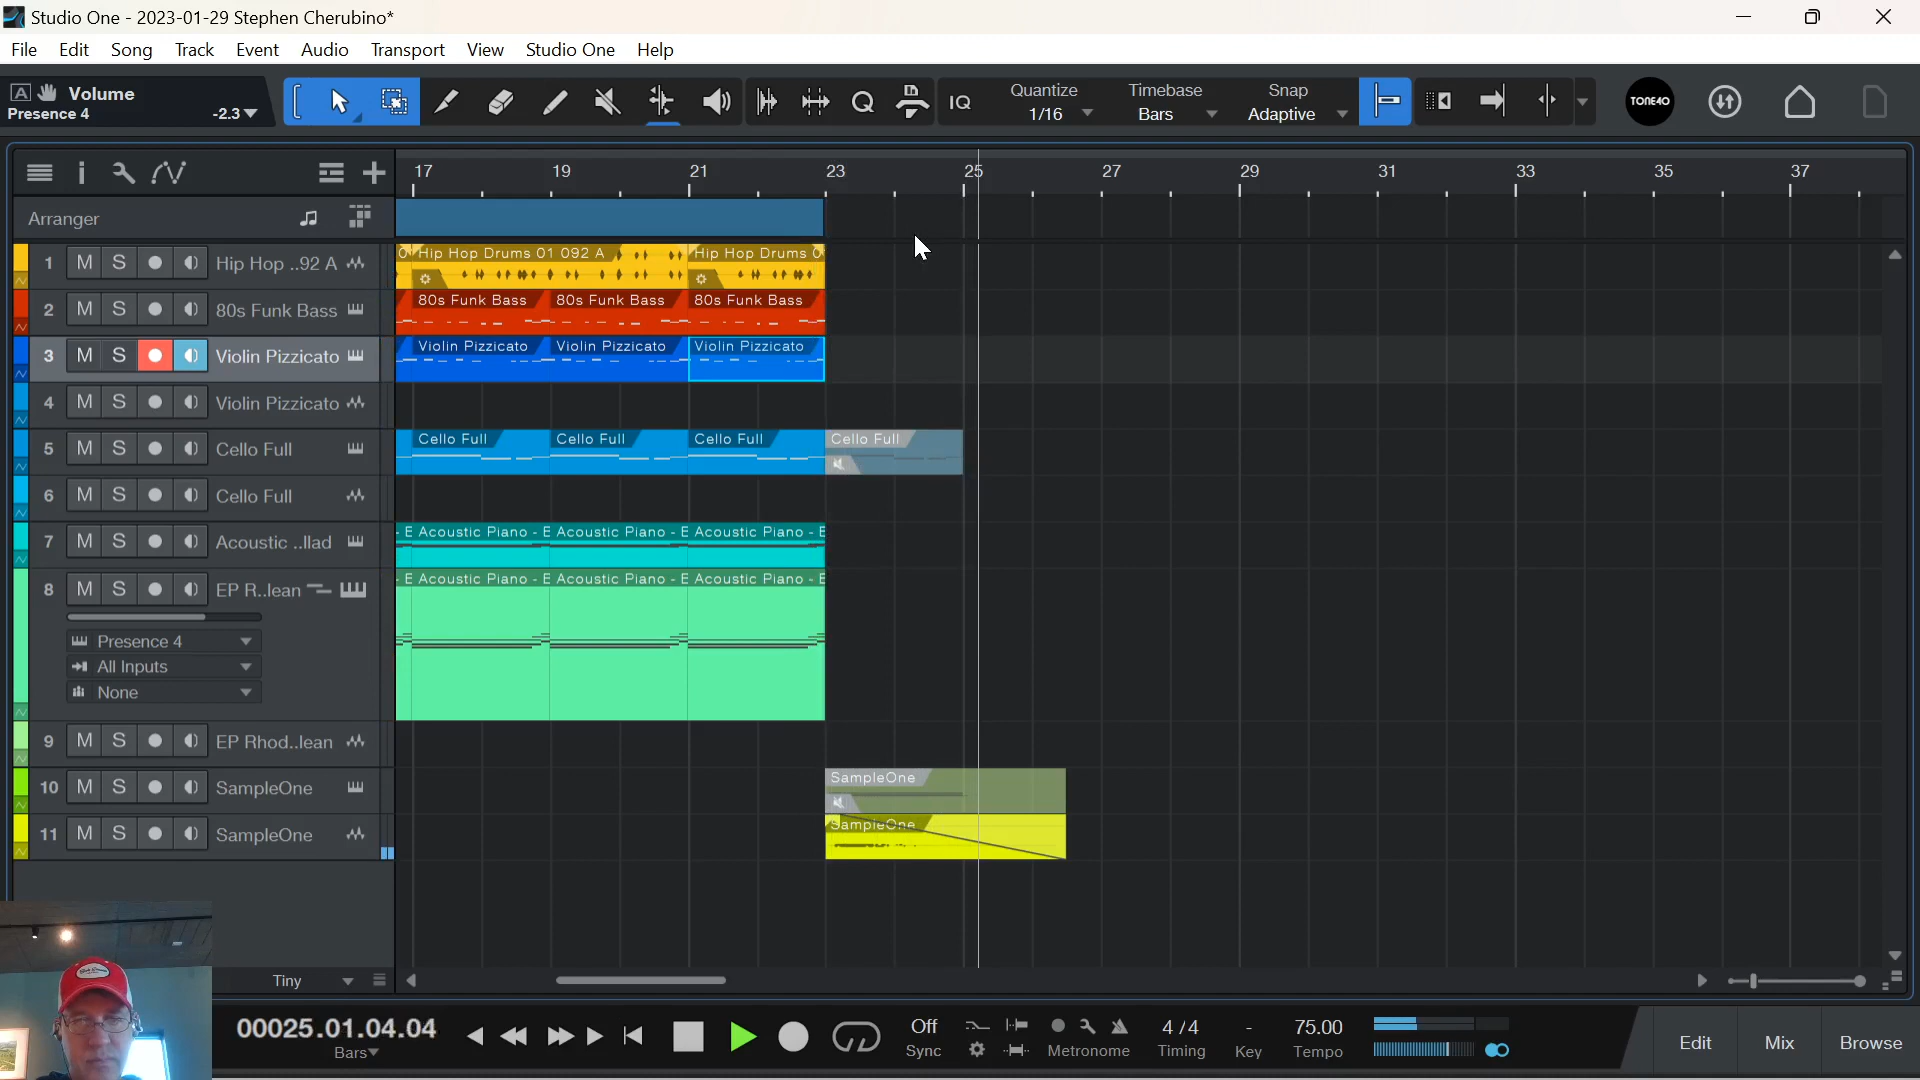 Studio One - 2023-01-29 Stephen Cherubino*
File Edit Song Track Event Audio Transport View Studio One Help
A Volume
Presence 4 -2.3
IQ
Quantize
1/16
Timebase
Bars
Snap
Adaptive
TONE40
17 19 21 23 25 27 29 31 33 35 37
Arranger
1 M S Hip Hop ..92 A
Hip Hop Drums 01 092 A Hip Hop Drums 0
2 M S 80s Funk Bass
80s Funk Bass 80s Funk Bass 80s Funk Bass
3 M S Violin Pizzicato
Violin Pizzicato Violin Pizzicato Violin Pizzicato
4 M S Violin Pizzicato
5 M S Cello Full
Cello Full Cello Full Cello Full Cello Full
6 M S Cello Full
7 M S Acoustic ..llad
- E Acoustic Piano - E Acoustic Piano - E Acoustic Piano - E
8 M S EP R..lean
- E Acoustic Piano - E Acoustic Piano - E Acoustic Piano - E
Presence 4
All Inputs
None
9 M S EP Rhod..lean
10 M S SampleOne
SampleOne
11 M S SampleOne
SampleOne
Tiny
00025.01.04.04
Bars
Off
Sync
Metronome
4 / 4
Timing
-
Key
75.00
Tempo
Edit Mix Browse